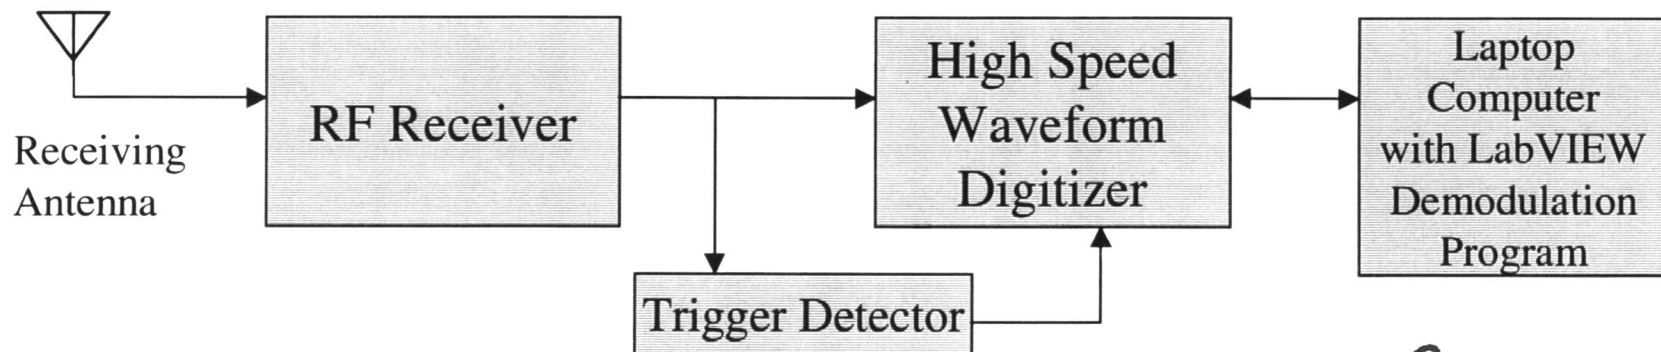 Receiving
Antenna
RF Receiver
High Speed
Waveform
Digitizer
Laptop
Computer
with LabVIEW
Demodulation
Program
Trigger Detector